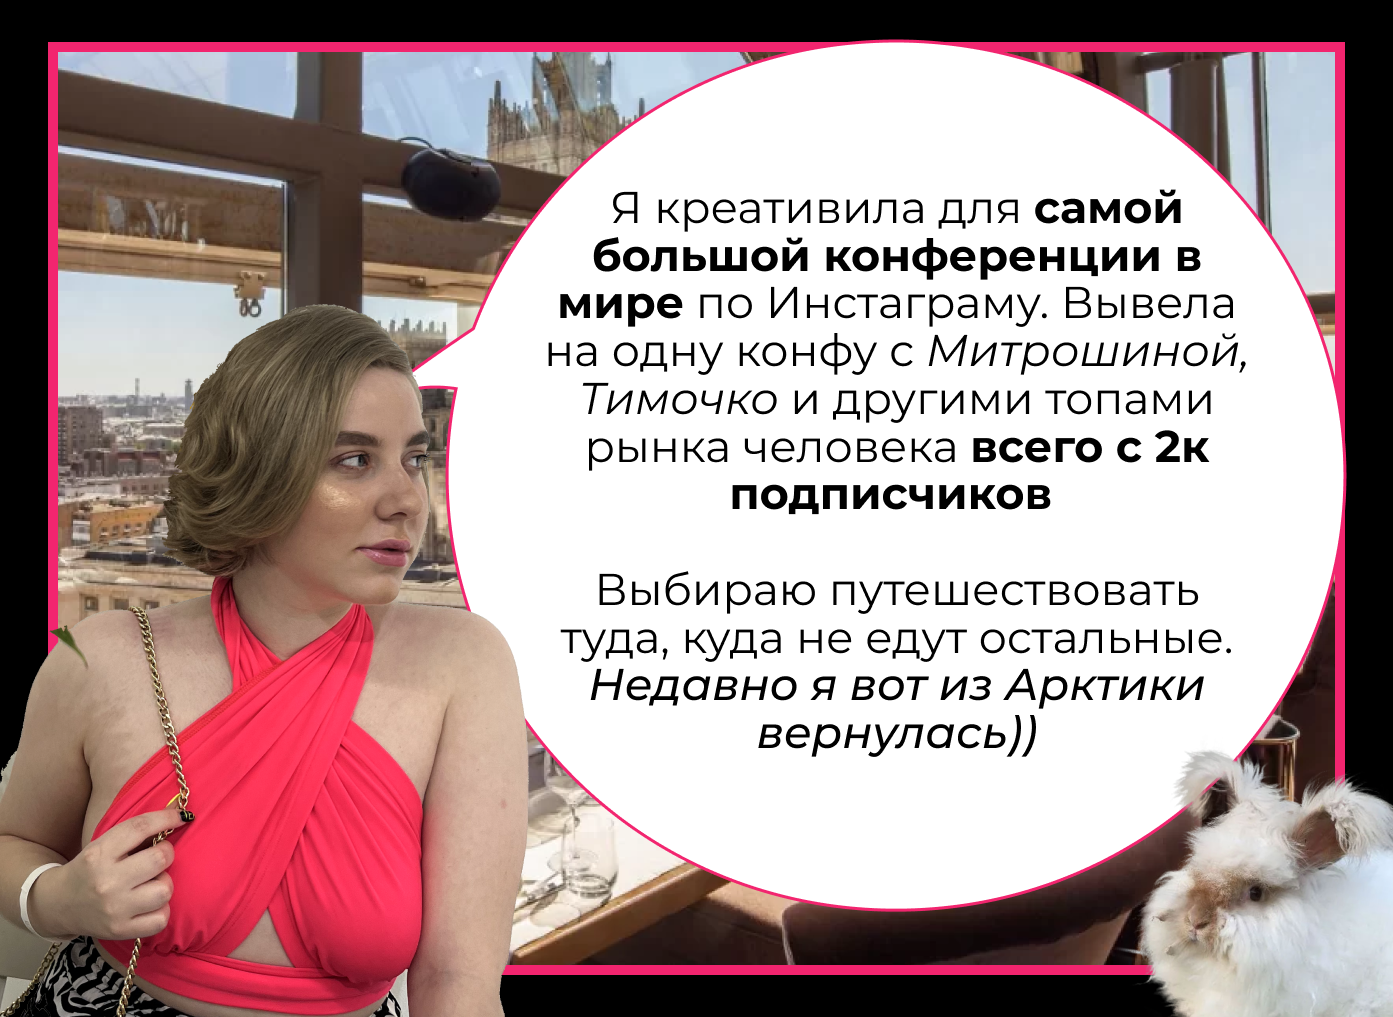 Я креативила для самой
большой конференции в
мире по Инстаграму. Вывела
на одну конфу с Митрошиной,
Тимочко и другими топами
рынка человека всего с 2к
подписчиков
Выбираю путешествовать
туда, куда не едут остальные.
Недавно я вот из Арктики
вернулась))